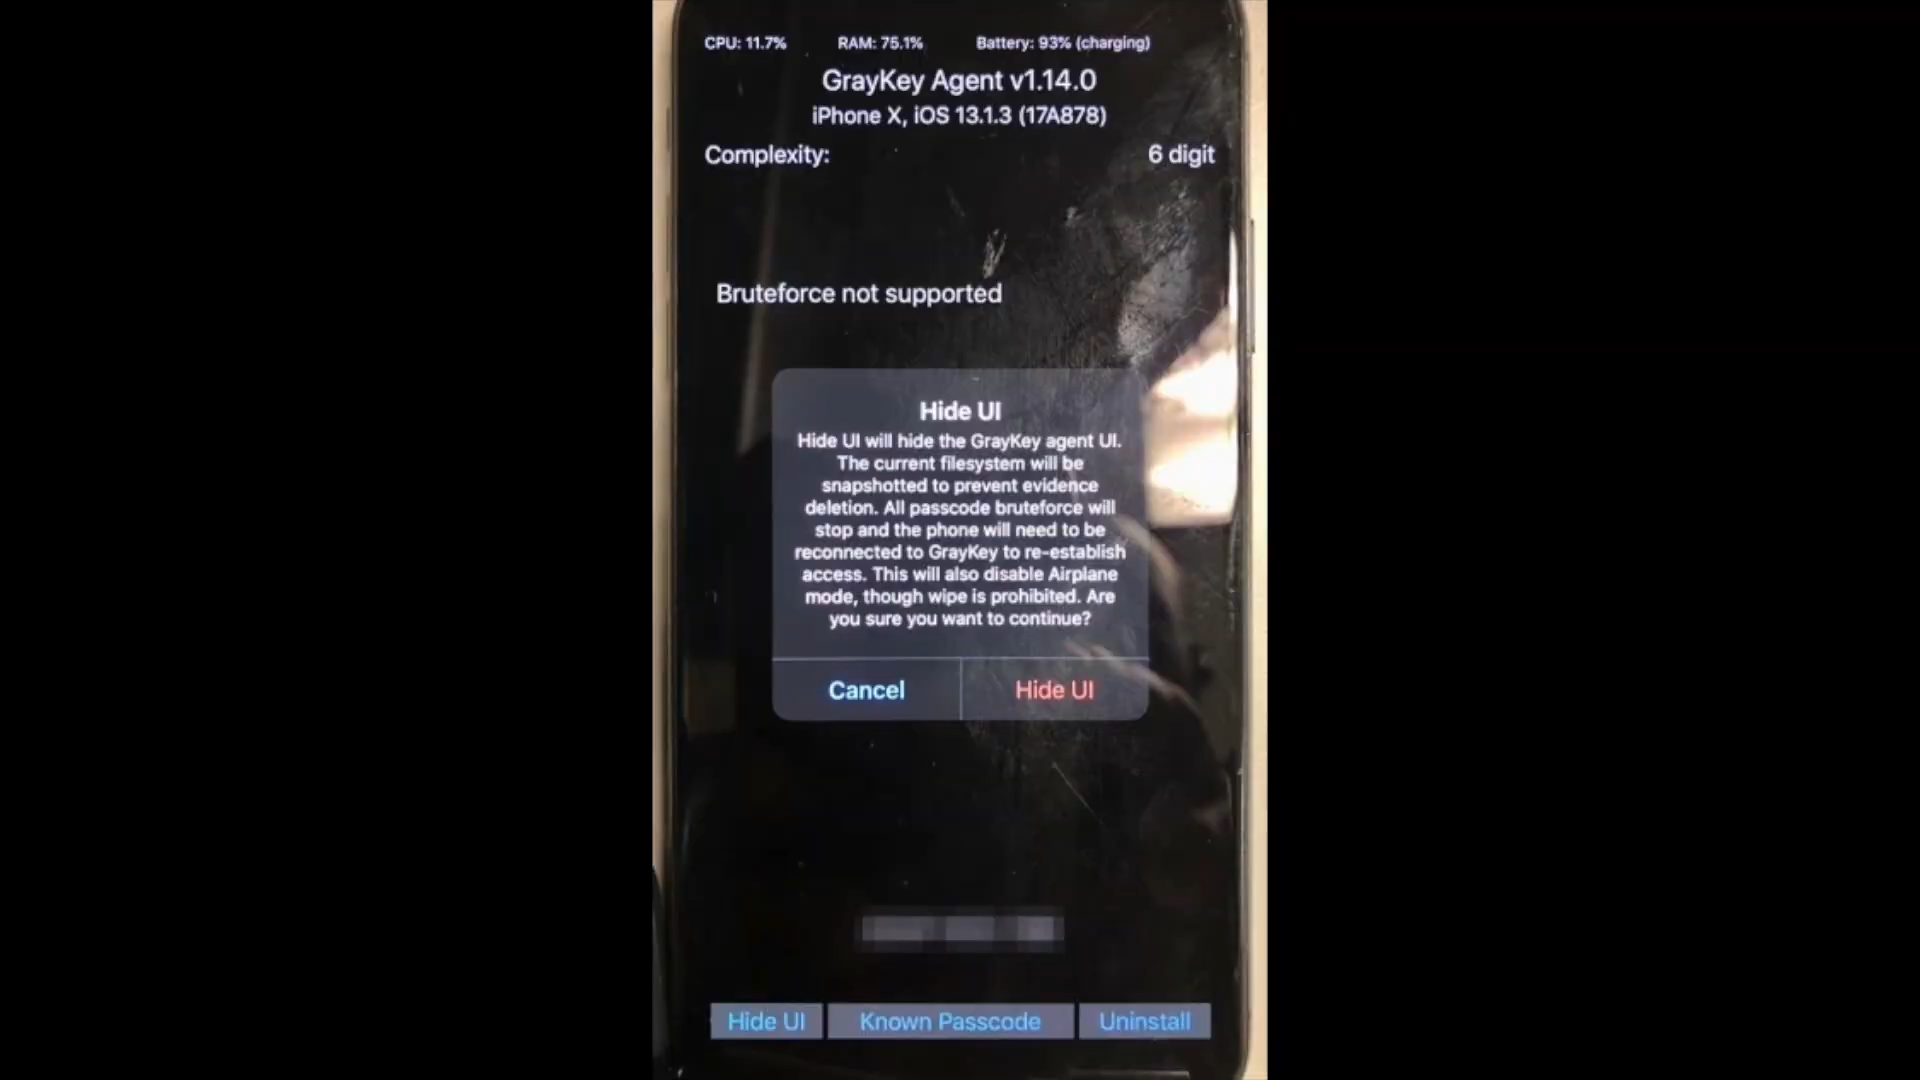 CPU: 11.7% RAM: 75.1% Battery: 93% (charging)
GrayKey Agent v1.14.0
iPhone X, iOS 13.1.3 (17A878)
Complexity: 6 digit
Bruteforce not supported
Hide UI
Hide UI will hide the GrayKey agent UI.
The current filesystem will be
snapshotted to prevent evidence
deletion. All passcode bruteforce will
stop and the phone will need to be
reconnected to GrayKey to re-establish
access. This will also disable Airplane
mode, though wipe is prohibited. Are
you sure you want to continue?
Cancel Hide UI
Hide UI Known Passcode Uninstall